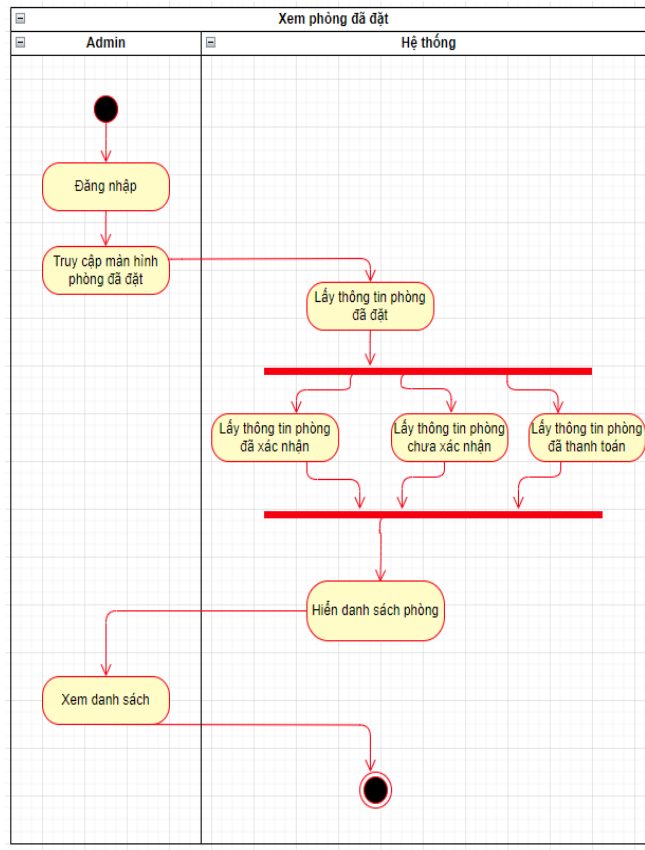 Xem phòng đã đặt
Admin
Hệ thống
Đăng nhập
Truy cập màn hình
phòng đã đặt
Lấy thông tin phòng
đã đặt
Lấy thông tin phòng
đã xác nhận
Lấy thông tin phòng
chưa xác nhận
Lấy thông tin phòng
đã thanh toán
Hiển danh sách phòng
Xem danh sách